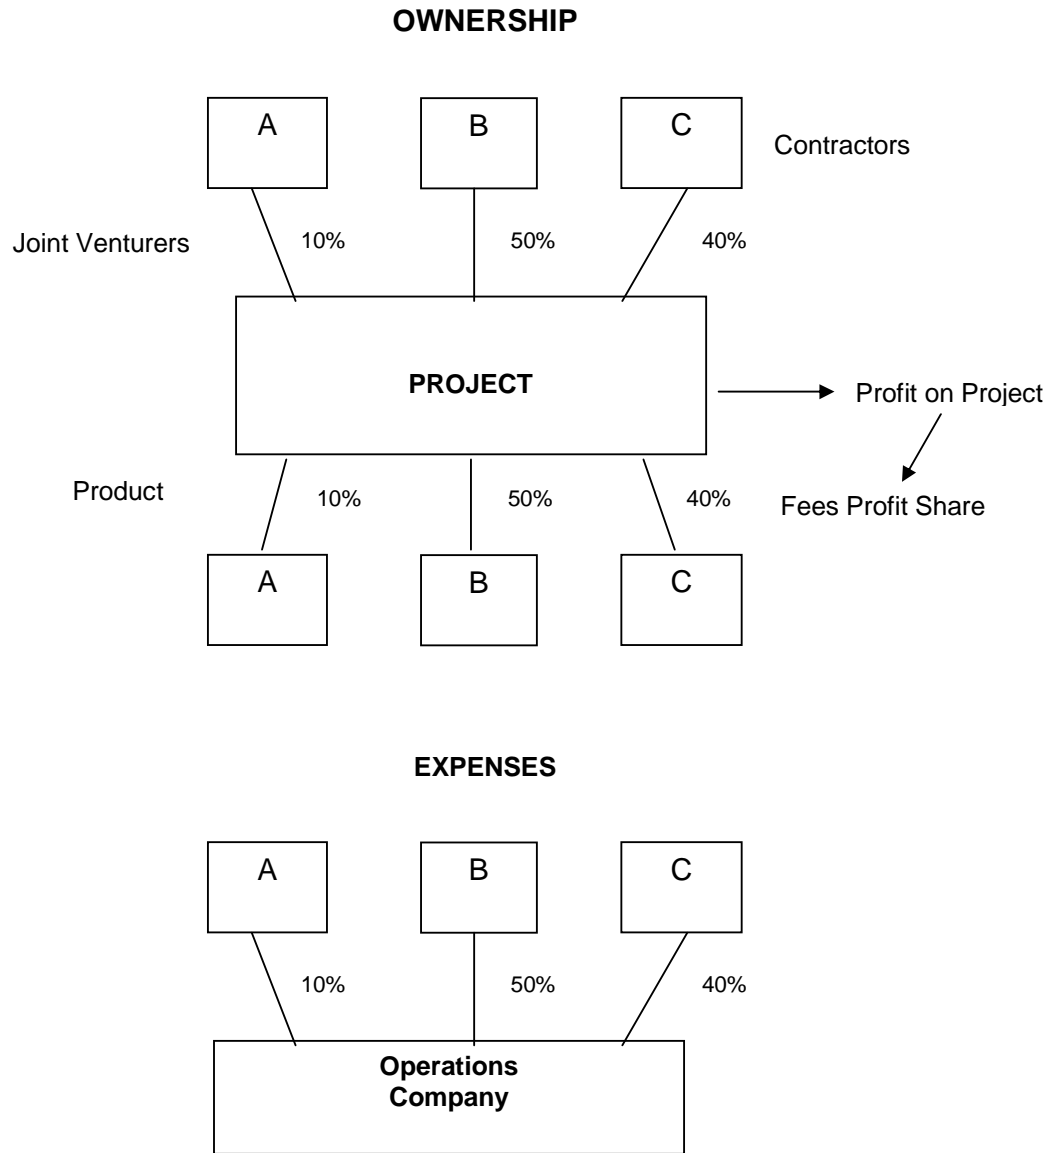 OWNERSHIP
A
B
C
Contractors
Joint Venturers
10%
50%
40%
PROJECT
Profit on Project
Product
10%
50%
40%
Fees Profit Share
A
B
C
EXPENSES
A
B
C
10%
50%
40%
Operations
Company